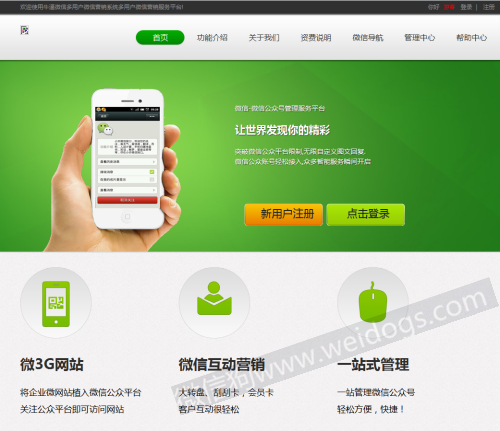 欢迎使用牛逼微信多用户微信营销系统多用户微信营销服务平台!
你好 登录 | 注册
首页 功能介绍 关于我们 资费说明 微信导航 管理中心 帮助中心
微信-微信公众号管理服务平台
让世界发现你的精彩
突破微信公众平台限制,无限自定义图文回复.
微信公众账号轻松接入,众多智能服务瞬间开启
新用户注册 点击登录
微3G网站
将企业微网站植入微信公众平台
关注公众平台即可访问网站
微信互动营销
大转盘、刮刮卡,会员卡
客户互动很轻松
一站式管理
一站管理微信公众号
轻松方便,快捷!
微信狗www.weidogs.com